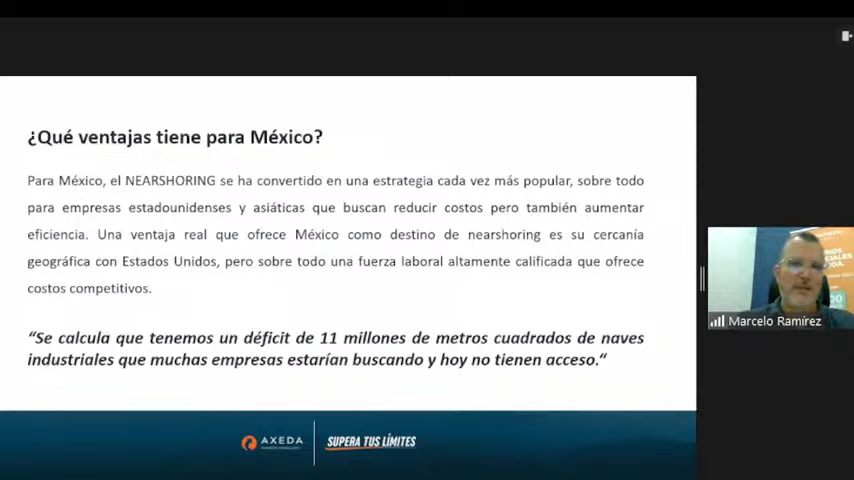 ¿Qué ventajas tiene para México?
Para México, el NEARSHORING se ha convertido en una estrategia cada vez más popular, sobre todo
para empresas estadounidenses y asiáticas que buscan reducir costos pero también aumentar
eficiencia. Una ventaja real que ofrece México como destino de nearshoring es su cercanía
geográfica con Estados Unidos, pero sobre todo una fuerza laboral altamente calificada que ofrece
costos competitivos.
“Se calcula que tenemos un déficit de 11 millones de metros cuadrados de naves
industriales que muchas empresas estarían buscando y hoy no tienen acceso.“
Marcelo Ramírez
AXEDA
SUPERA TUS LÍMITES